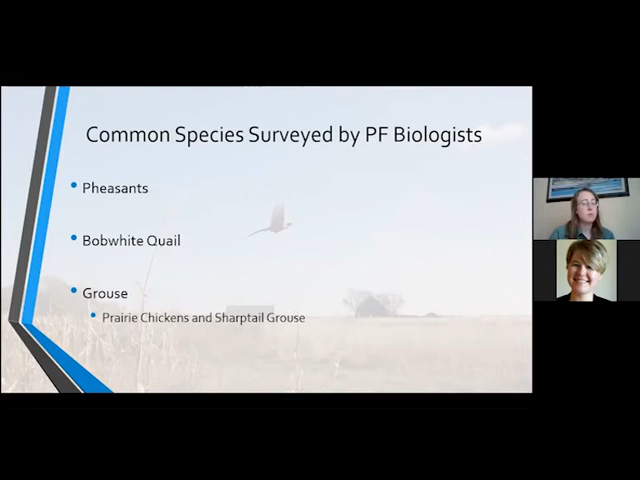 Common Species Surveyed by PF Biologists
Pheasants
Bobwhite Quail
Grouse
Prairie Chickens and Sharptail Grouse